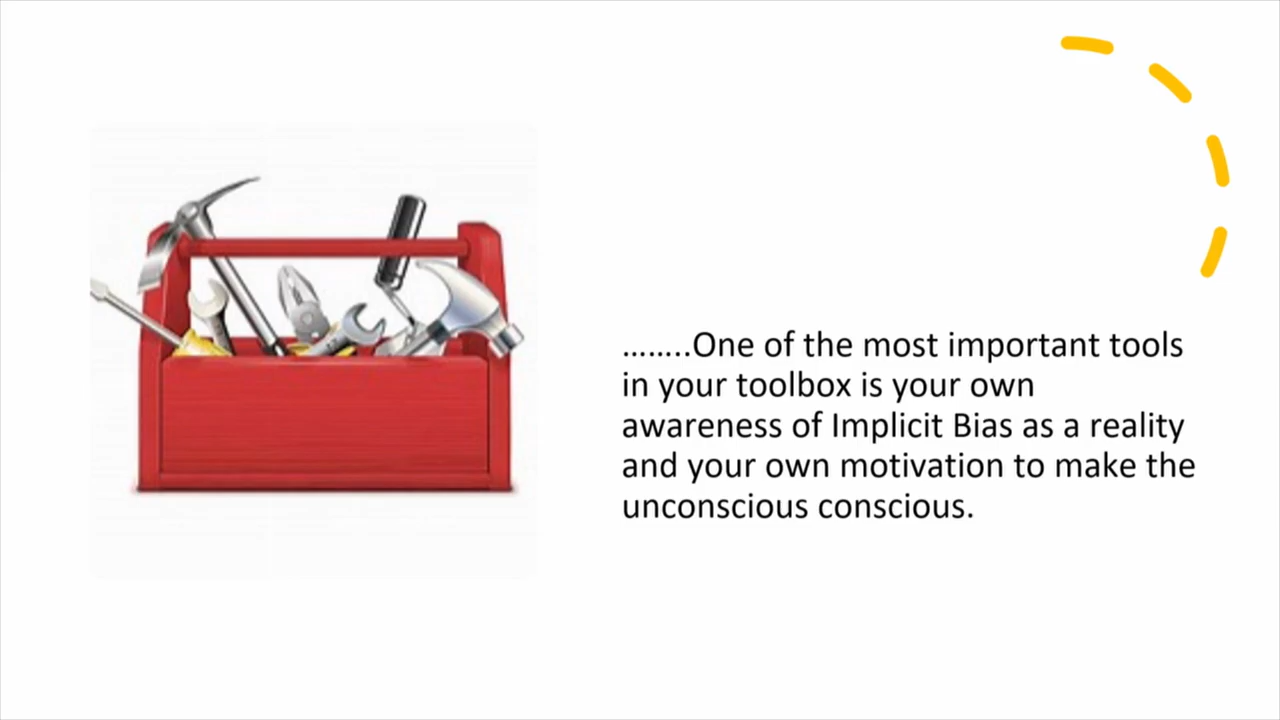 ........One of the most important tools
in your toolbox is your own
awareness of Implicit Bias as a reality
and your own motivation to make the
unconscious conscious.